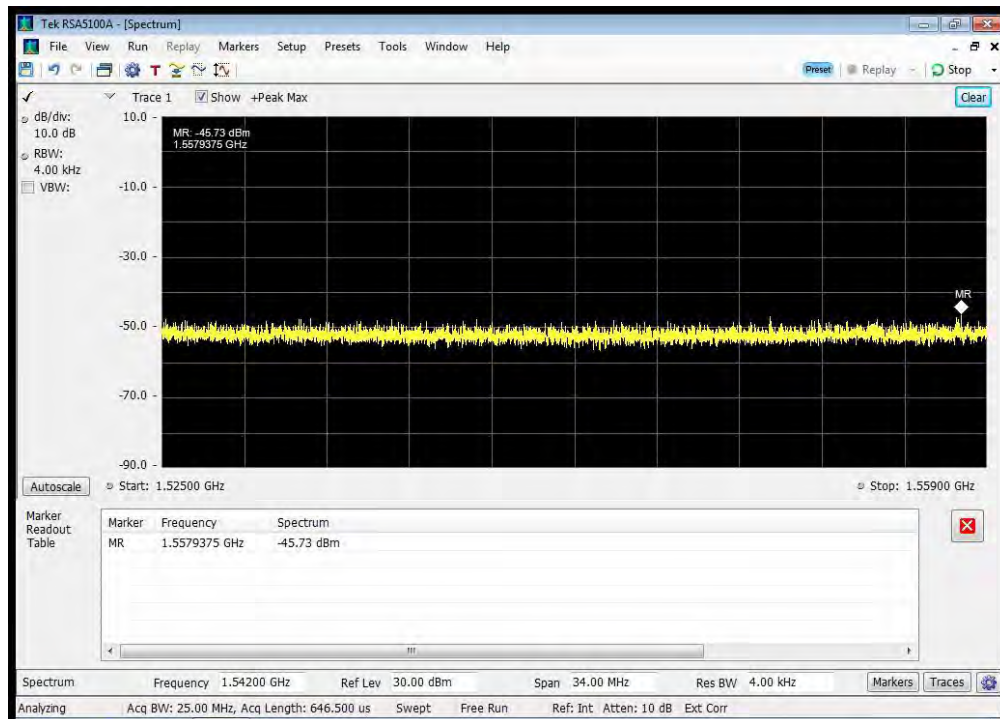 Tek RSA5100A - [Spectrum]
File View Run Replay Markers Setup Presets Tools Window Help
Preset Replay Stop
Trace 1 Show +Peak Max Clear
dB/div:
10.0 dB
RBW:
4.00 kHz
VBW:
10.0
-10.0
-30.0
-50.0
-70.0
-90.0
MR: -45.73 dBm
1.5579375 GHz
MR
Autoscale Start: 1.52500 GHz Stop: 1.55900 GHz
Marker
Readout
Table
Marker Frequency Spectrum
MR 1.5579375 GHz -45.73 dBm
Spectrum Frequency 1.54200 GHz Ref Lev 30.00 dBm Span 34.00 MHz Res BW 4.00 kHz Markers Traces
Analyzing Acq BW: 25.00 MHz, Acq Length: 646.500 us Swept Free Run Ref: Int Atten: 10 dB Ext Corr